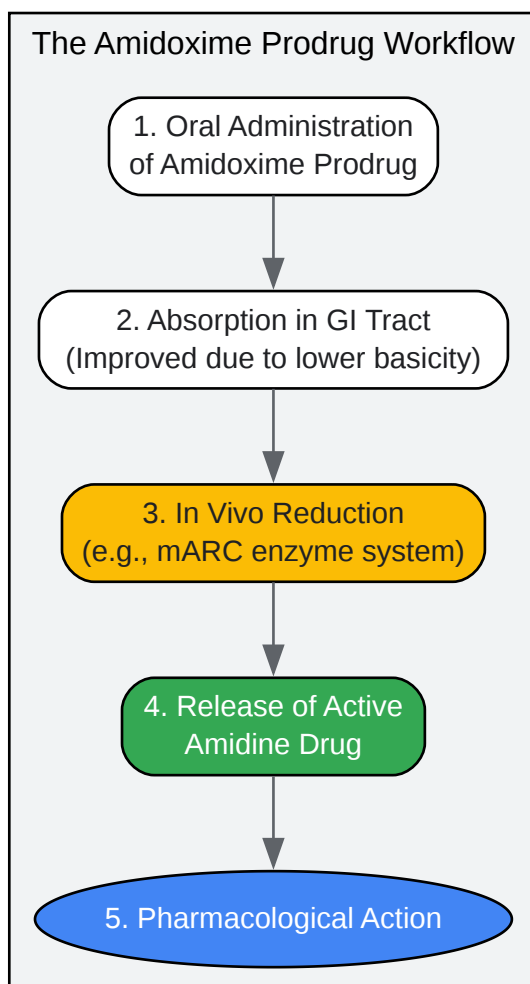 The Amidoxime Prodrug Workflow
1. Oral Administration
of Amidoxime Prodrug
2. Absorption in GI Tract
(Improved due to lower basicity)
3. In Vivo Reduction
(e.g., mARC enzyme system)
4. Release of Active
Amidine Drug
5. Pharmacological Action